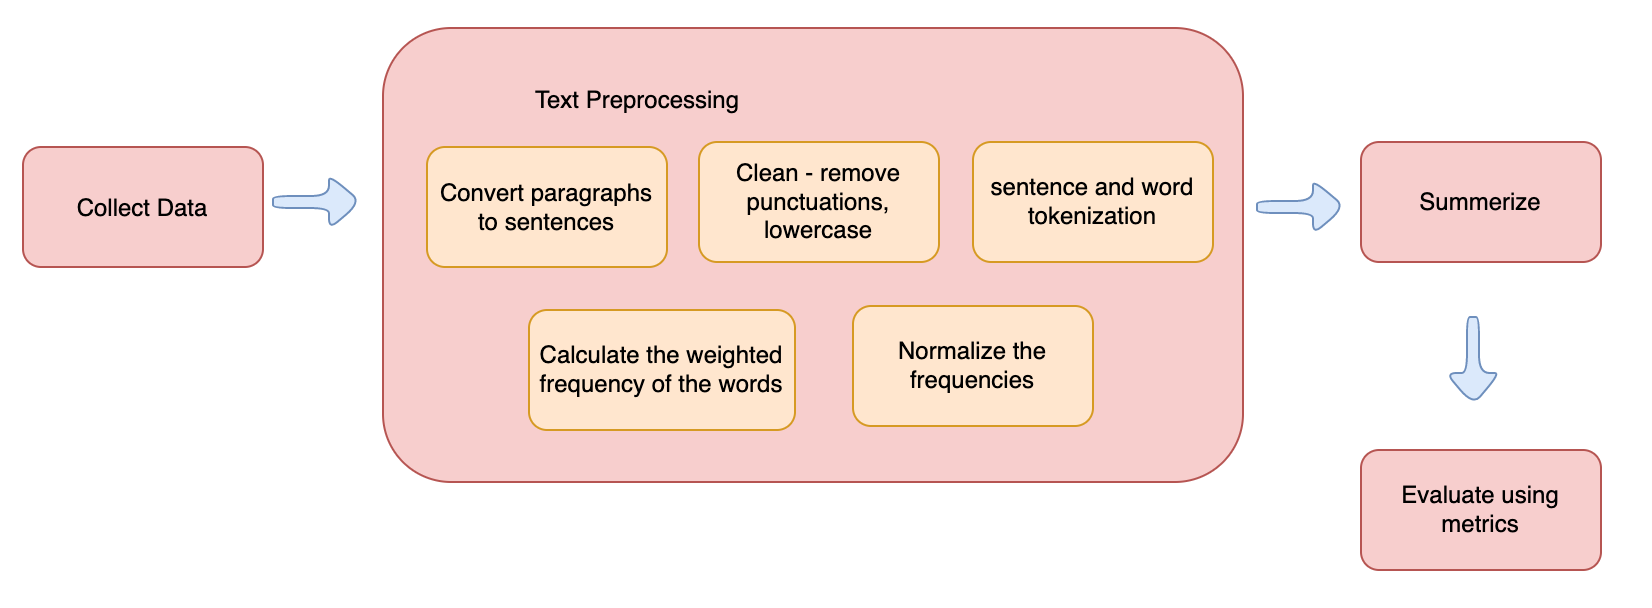 Collect Data
Text Preprocessing
Convert paragraphs
to sentences
Clean - remove
punctuations,
lowercase
sentence and word
tokenization
Calculate the weighted
frequency of the words
Normalize the
frequencies
Summerize
Evaluate using
metrics